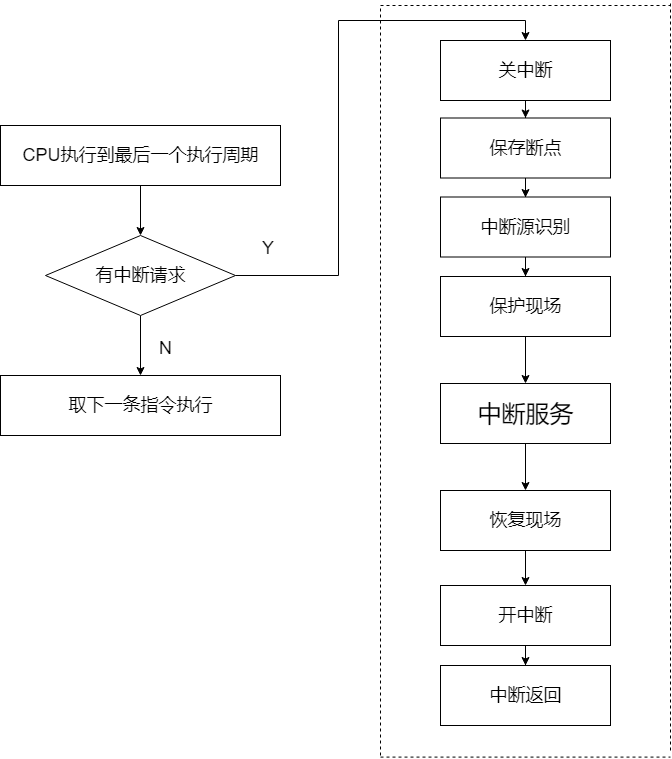 CPU执行到最后一个执行周期
有中断请求
Y
N
取下一条指令执行
关中断
保存断点
中断源识别
保护现场
中断服务
恢复现场
开中断
中断返回